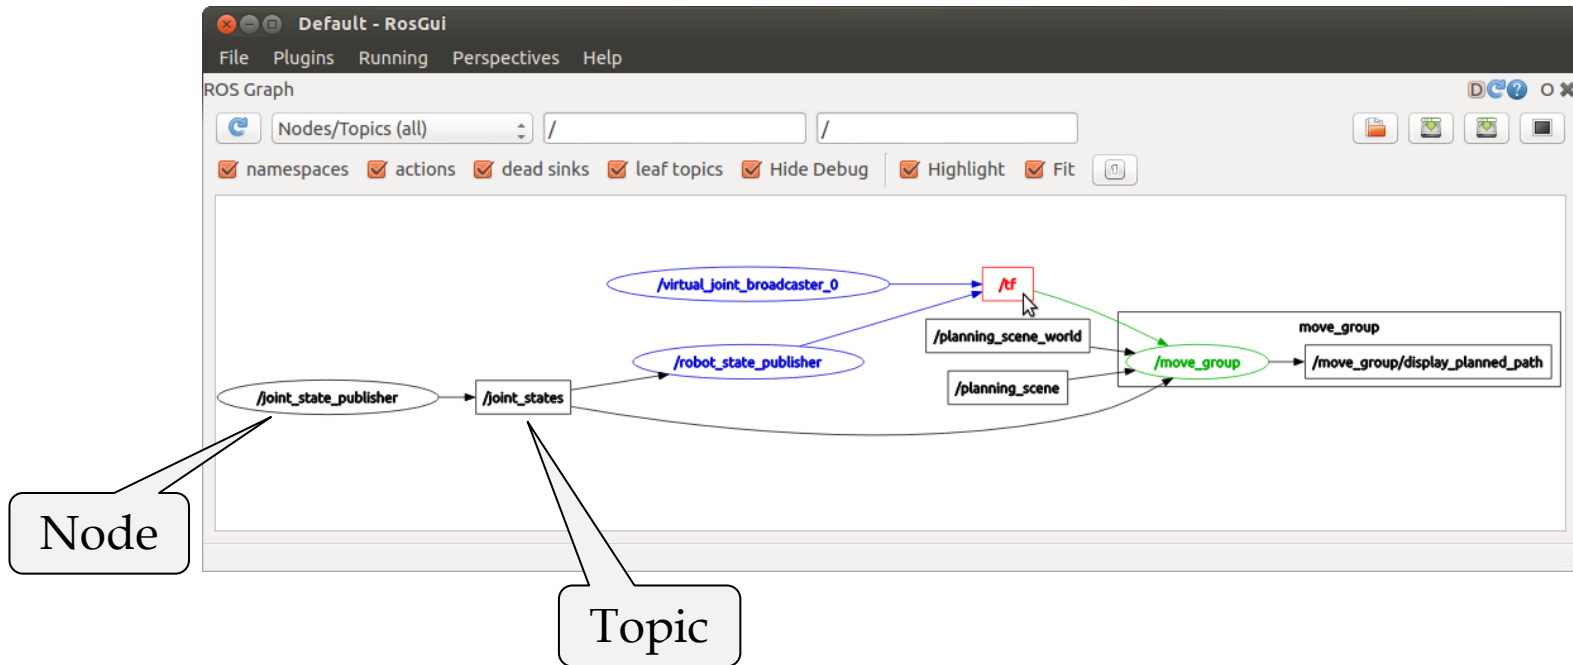 Default - RosGui
File Plugins Running Perspectives Help
ROS Graph
D ? O
Nodes/Topics (all) / /
namespaces actions dead sinks leaf topics Hide Debug Highlight Fit
/virtual_joint_broadcaster_0
/tf
/planning_scene_world
move_group
/robot_state_publisher
/move_group
/move_group/display_planned_path
/planning_scene
/joint_state_publisher
/joint_states
Node
Topic